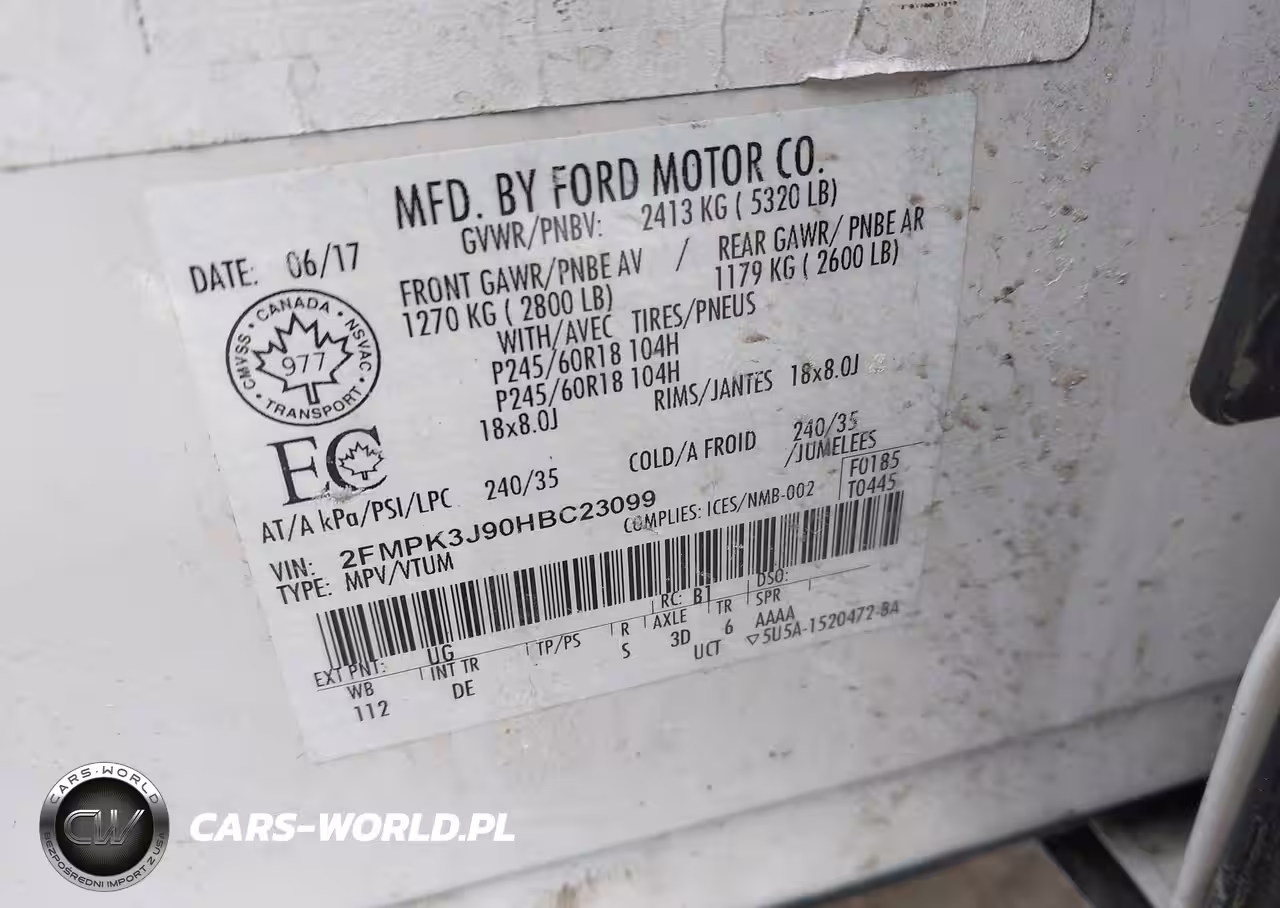 MFD. BY FORD MOTOR CO.
DATE: 06/17
GVWR/PNBV: 2413 KG ( 5320 LB)
FRONT GAWR/PNBE AV / REAR GAWR/ PNBE AR
1270 KG ( 2800 LB) 1179 KG ( 2600 LB)
WITH/AVEC TIRES/PNEUS
P245/60R18 104H
P245/60R18 104H
18x8.0J RIMS/JANTES 18x8.0J
CMVSS · CANADA · NSVAC · TRANSPORT ·
977
EC
AT/A kPa/PSI/LPC 240/35 COLD/A FROID 240/35
/JUMELEES
VIN: 2FMPK3J90HBC23099 F0185
TYPE: MPV/VTUM COMPLIES: ICES/NMB-002 T0445
EXT PNT: UG RC: B1 DSO:
WB INT TR TP/PS R AXLE TR SPR
112 DE S 3D 6 AAAA
UCT ▽5U5A-1520472-BA
CARS-WORLD
CW
BEZPOŚREDNI IMPORT Z USA
CARS-WORLD.PL